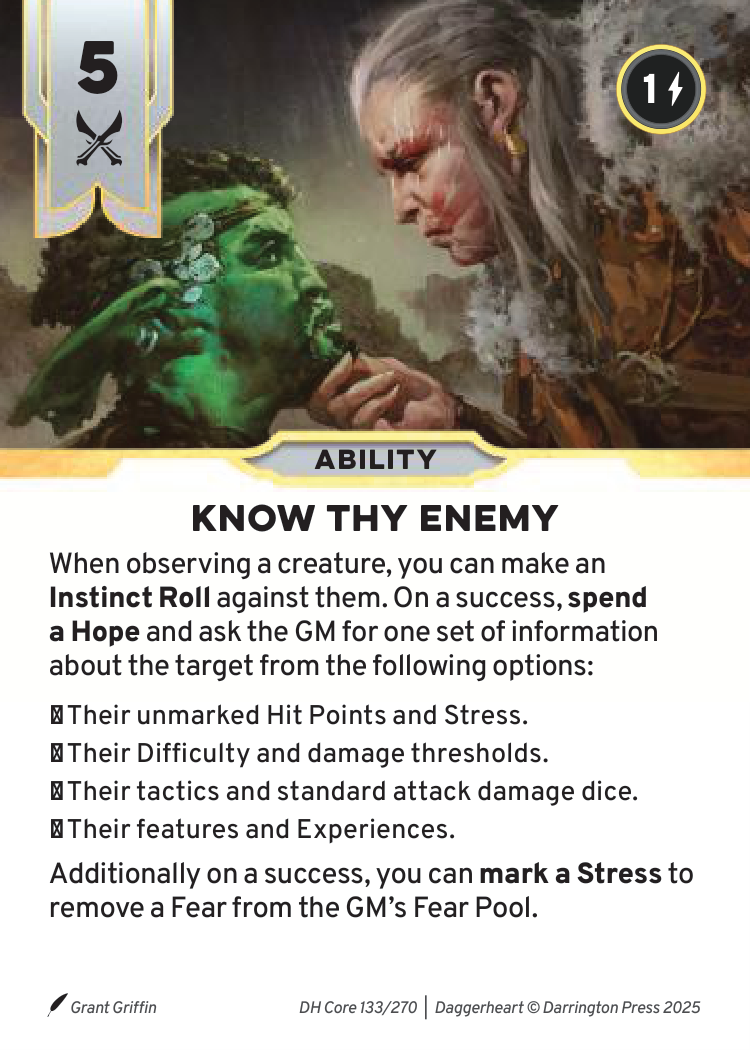 5
1
ABILITY
KNOW THY ENEMY
When observing a creature, you can make an
Instinct Roll against them. On a success, spend
a Hope and ask the GM for one set of information
about the target from the following options:
Their unmarked Hit Points and Stress.
Their Difficulty and damage thresholds.
Their tactics and standard attack damage dice.
Their features and Experiences.
Additionally on a success, you can mark a Stress to
remove a Fear from the GM’s Fear Pool.
Grant Griffin
DH Core 133/270 | Daggerheart © Darrington Press 2025